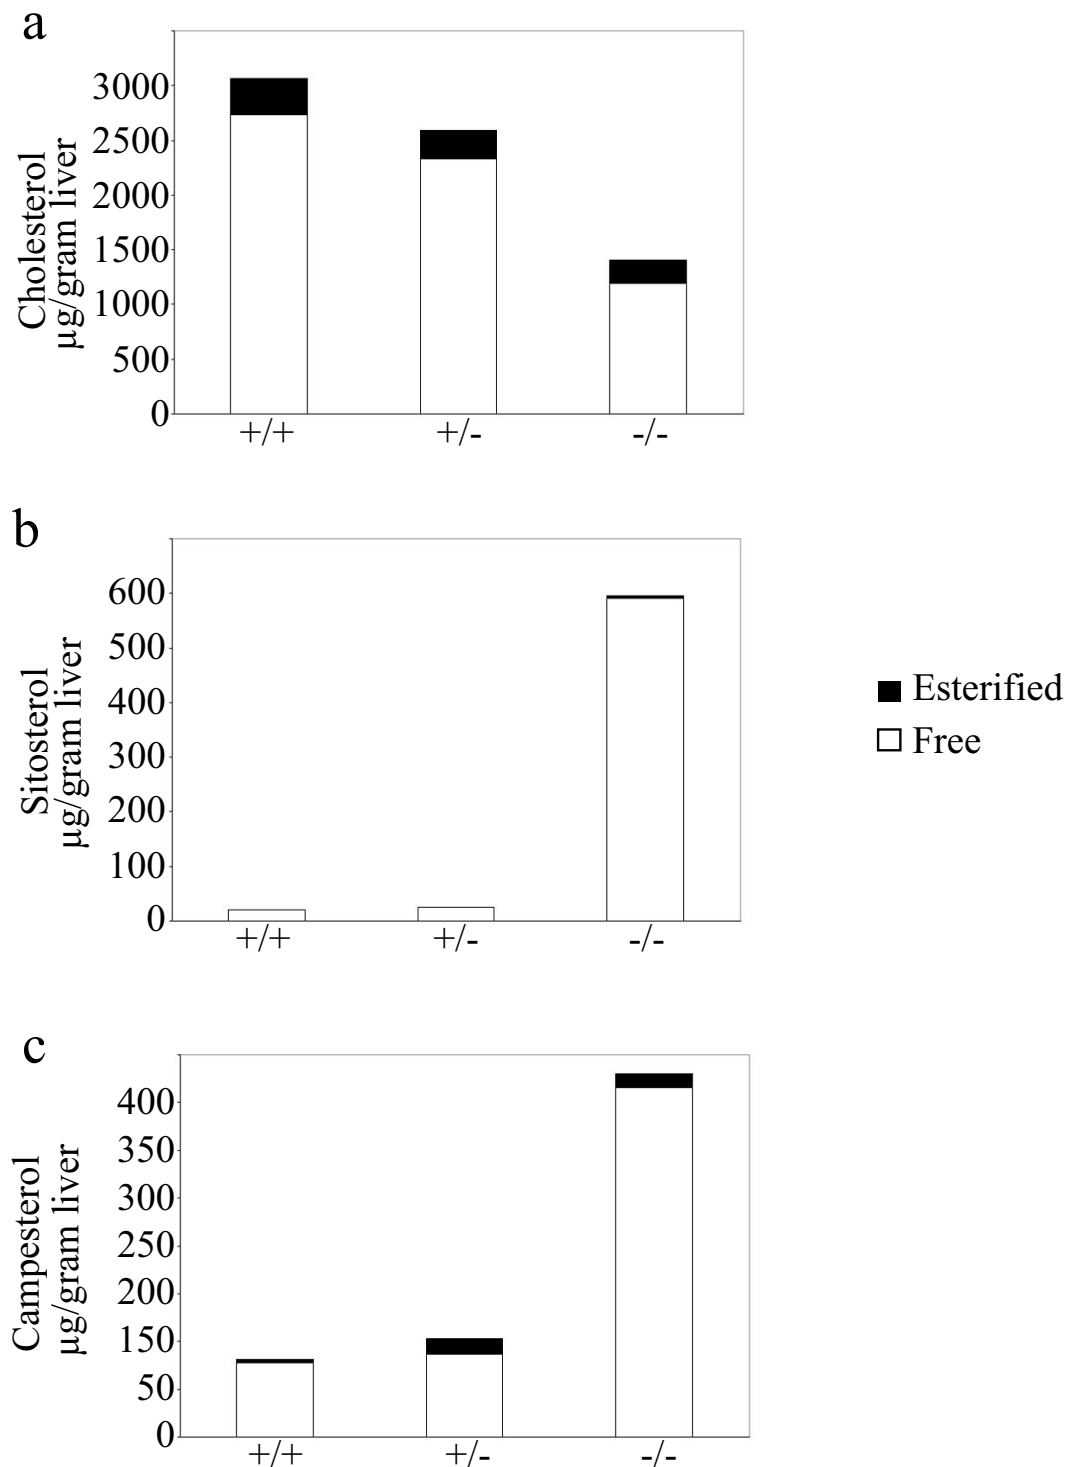 a
Cholesterol
µg/gram liver
3000
2500
2000
1500
1000
500
0
+/+ +/- -/-
b
Sitosterol
µg/gram liver
600
500
400
300
200
100
0
+/+ +/- -/-
Esterified
Free
c
Campesterol
µg/gram liver
400
350
300
250
200
150
50
0
+/+ +/- -/-